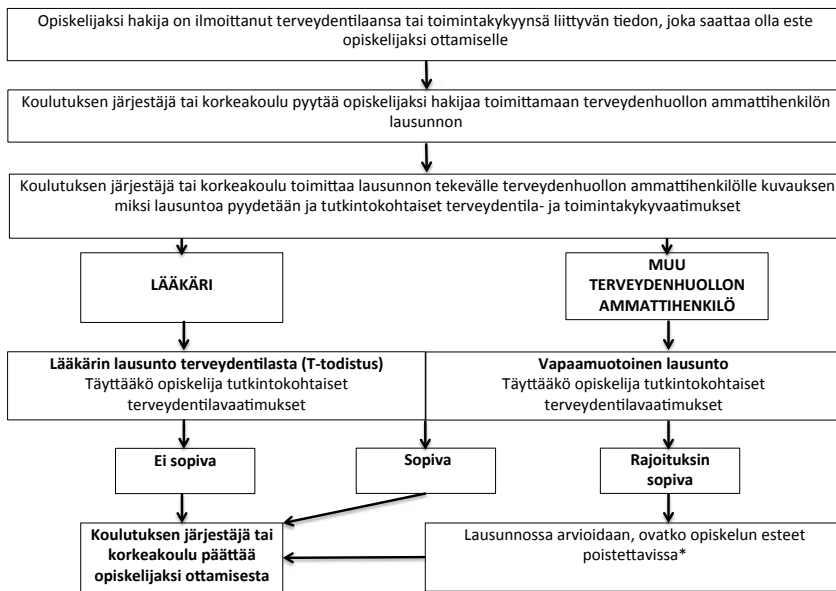 Opiskelijaksi hakija on ilmoittanut terveydentilaansa tai toimintakykyynsä liittyvän tiedon, joka saattaa olla este
opiskelijaksi ottamiselle
Koulutuksen järjestäjä tai korkeakoulu pyytää opiskelijaksi hakijaa toimittamaan terveydenhuollon ammattihenkilön
lausunnon
Koulutuksen järjestäjä tai korkeakoulu toimittaa lausunnon tekevälle terveydenhuollon ammattihenkilölle kuvauksen
miksi lausuntoa pyydetään ja tutkintokohtaiset terveydentila- ja toimintakykyvaatimukset
LÄÄKÄRI
MUU
TERVEYDENHUOLLON
AMMATTIHENKILÖ
Lääkärin lausunto terveydentilasta (T-todistus)
Täyttääkö opiskelija tutkintokohtaiset
terveydentilavaatimukset
Vapaamuotoinen lausunto
Täyttääkö opiskelija tutkintokohtaiset
terveydentilavaatimukset
Ei sopiva
Sopiva
Rajoituksin
sopiva
Koulutuksen järjestäjä tai
korkeakoulu päättää
opiskelijaksi ottamisesta
Lausunnossa arvioidaan, ovatko opiskelun esteet
poistettavissa*